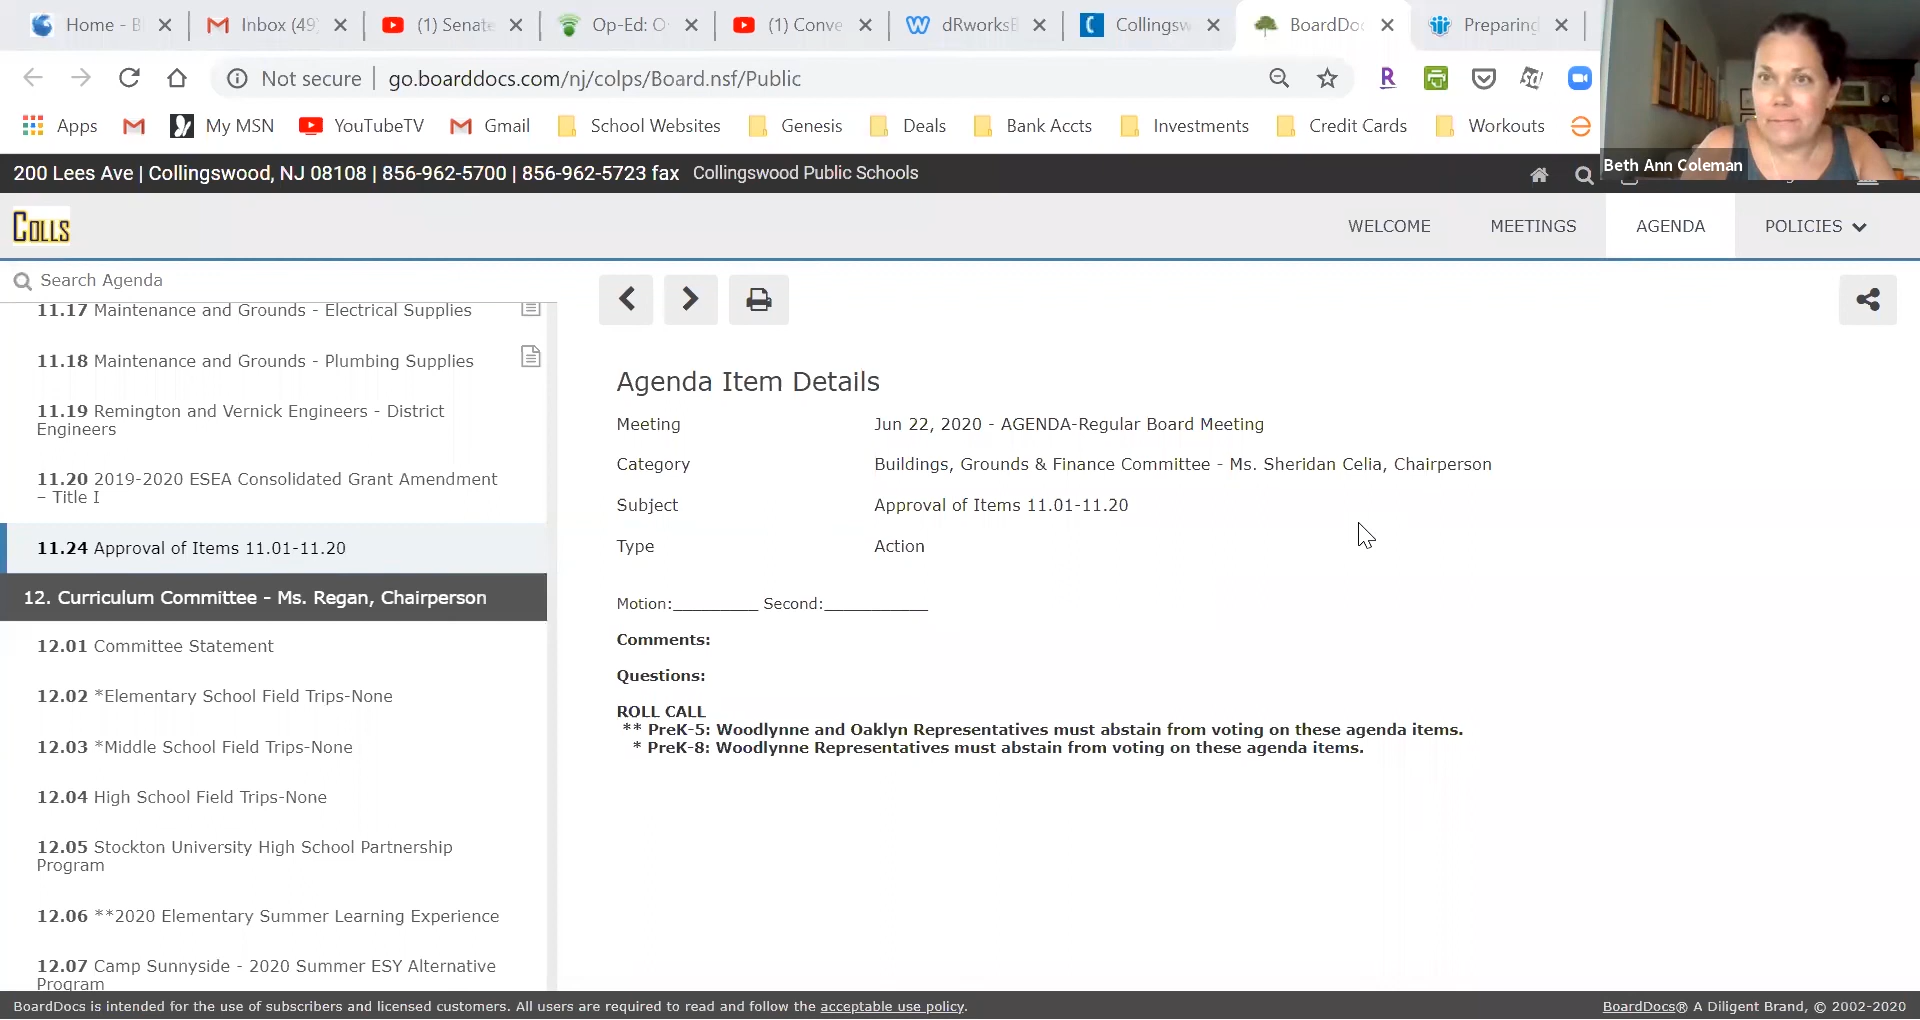 Home - B
Inbox (49
(1) Senate
Op-Ed: O
(1) Conve
dRworksB
Collingsw
BoardDoc
Preparing
Not secure
go.boarddocs.com/nj/colps/Board.nsf/Public
Apps
My MSN
YouTubeTV
Gmail
School Websites
Genesis
Deals
Bank Accts
Investments
Credit Cards
Workouts
Beth Ann Coleman
200 Lees Ave | Collingswood, NJ 08108 | 856-962-5700 | 856-962-5723 fax Collingswood Public Schools
COLLS
WELCOME
MEETINGS
AGENDA
POLICIES
Search Agenda
11.17 Maintenance and Grounds - Electrical Supplies
11.18 Maintenance and Grounds - Plumbing Supplies
11.19 Remington and Vernick Engineers - District
Engineers
11.20 2019-2020 ESEA Consolidated Grant Amendment
– Title I
11.24 Approval of Items 11.01-11.20
12. Curriculum Committee - Ms. Regan, Chairperson
12.01 Committee Statement
12.02 *Elementary School Field Trips-None
12.03 *Middle School Field Trips-None
12.04 High School Field Trips-None
12.05 Stockton University High School Partnership
Program
12.06 **2020 Elementary Summer Learning Experience
12.07 Camp Sunnyside - 2020 Summer ESY Alternative
Program
Agenda Item Details
Meeting Jun 22, 2020 - AGENDA-Regular Board Meeting
Category Buildings, Grounds & Finance Committee - Ms. Sheridan Celia, Chairperson
Subject Approval of Items 11.01-11.20
Type Action
Motion:_________ Second:___________
Comments:
Questions:
ROLL CALL
** PreK-5: Woodlynne and Oaklyn Representatives must abstain from voting on these agenda items.
* PreK-8: Woodlynne Representatives must abstain from voting on these agenda items.
BoardDocs is intended for the use of subscribers and licensed customers. All users are required to read and follow the acceptable use policy.
BoardDocs® A Diligent Brand, © 2002-2020